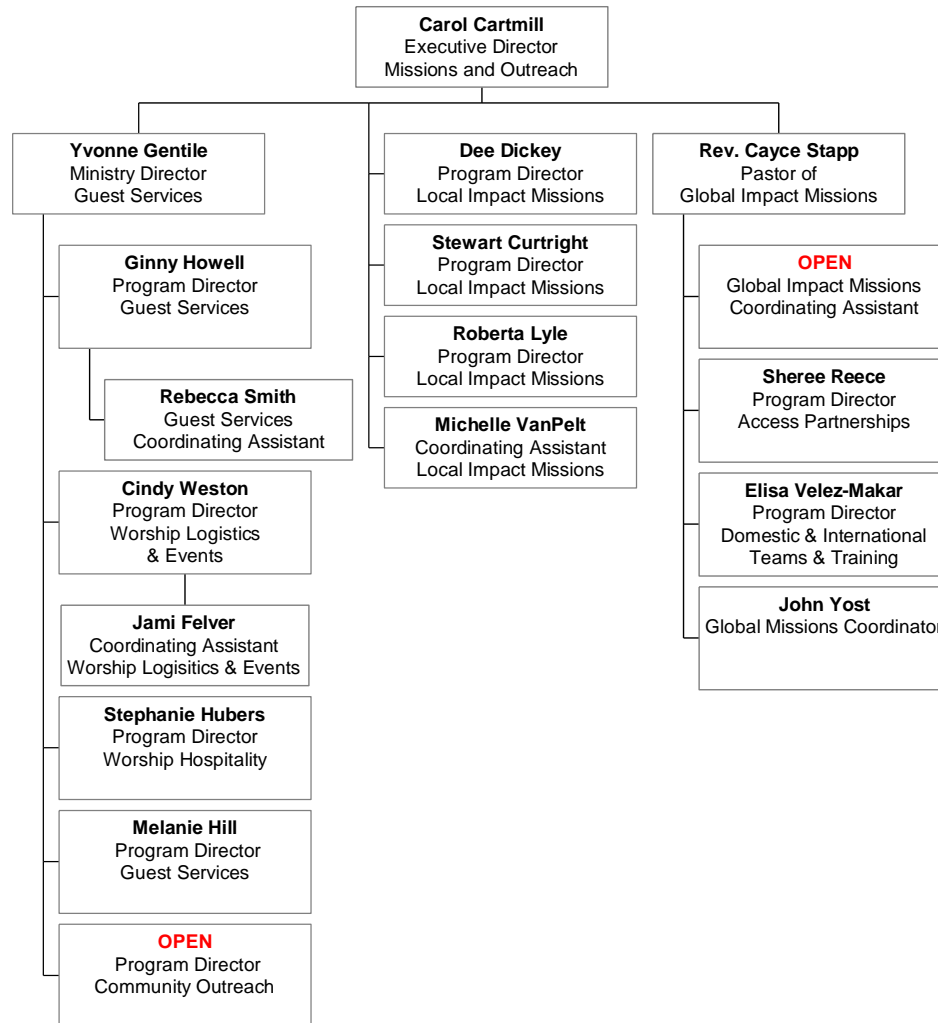 Carol Cartmill
Executive Director
Missions and Outreach
Yvonne Gentile
Ministry Director
Guest Services
Ginny Howell
Program Director
Guest Services
Rebecca Smith
Guest Services
Coordinating Assistant
Cindy Weston
Program Director
Worship Logistics
& Events
Jami Felver
Coordinating Assistant
Worship Logisitics & Events
Stephanie Hubers
Program Director
Worship Hospitality
Melanie Hill
Program Director
Guest Services
OPEN
Program Director
Community Outreach
Dee Dickey
Program Director
Local Impact Missions
Stewart Curtright
Program Director
Local Impact Missions
Roberta Lyle
Program Director
Local Impact Missions
Michelle VanPelt
Coordinating Assistant
Local Impact Missions
Rev. Cayce Stapp
Pastor of
Global Impact Missions
OPEN
Global Impact Missions
Coordinating Assistant
Sheree Reece
Program Director
Access Partnerships
Elisa Velez-Makar
Program Director
Domestic & International
Teams & Training
John Yost
Global Missions Coordinator